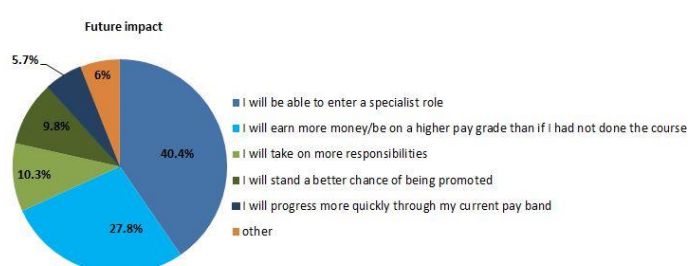 Future impact
5.7%
6%
9.8%
40.4%
10.3%
27.8%
I will be able to enter a specialist role
I will earn more money/be on a higher pay grade than if I had not done the course
I will take on more responsibilities
I will stand a better chance of being promoted
I will progress more quickly through my current pay band
other